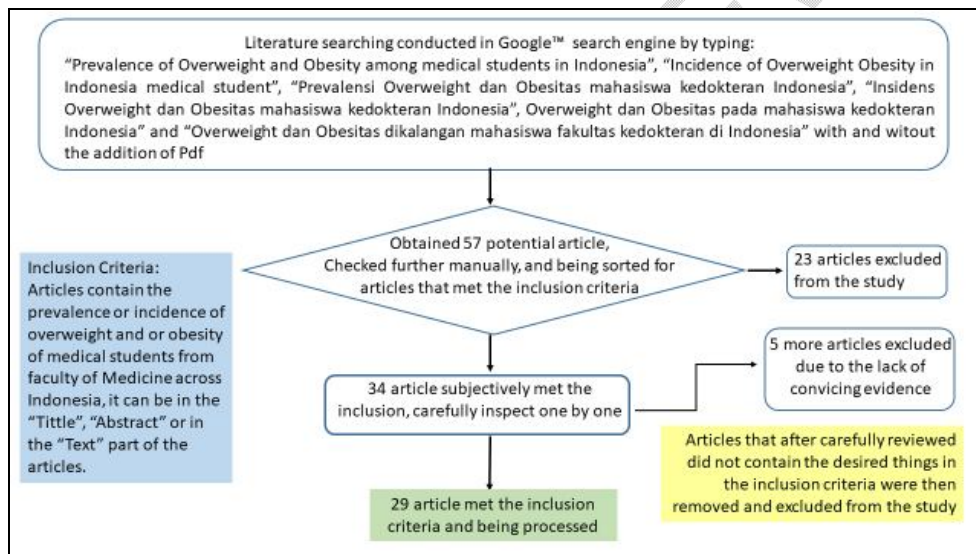 Literature searching conducted in Google™ search engine by typing:
“Prevalence of Overweight and Obesity among medical students in Indonesia”, “Incidence of Overweight Obesity in
Indonesia medical student”, “Prevalensi Overweight dan Obesitas mahasiswa kedokteran Indonesia”, “Insidens
Overweight dan Obesitas mahasiswa kedokteran Indonesia”, Overweight dan Obesitas pada mahasiswa kedokteran
Indonesia” and “Overweight dan Obesitas dikalangan mahasiswa fakultas kedokteran di Indonesia” with and witout
the addition of Pdf
Obtained 57 potential article,
Checked further manually, and being sorted for
articles that met the inclusion criteria
23 articles excluded
from the study
Inclusion Criteria:
Articles contain the
prevalence or incidence of
overweight and or obesity
of medical students from
faculty of Medicine across
Indonesia, it can be in the
“Tittle”, “Abstract” or in
the “Text” part of the
articles.
34 article subjectively met the
inclusion, carefully inspect one by one
5 more articles excluded
due to the lack of
convicing evidence
Articles that after carefully reviewed
did not contain the desired things in
the inclusion criteria were then
removed and excluded from the study
29 article met the inclusion
criteria and being processed